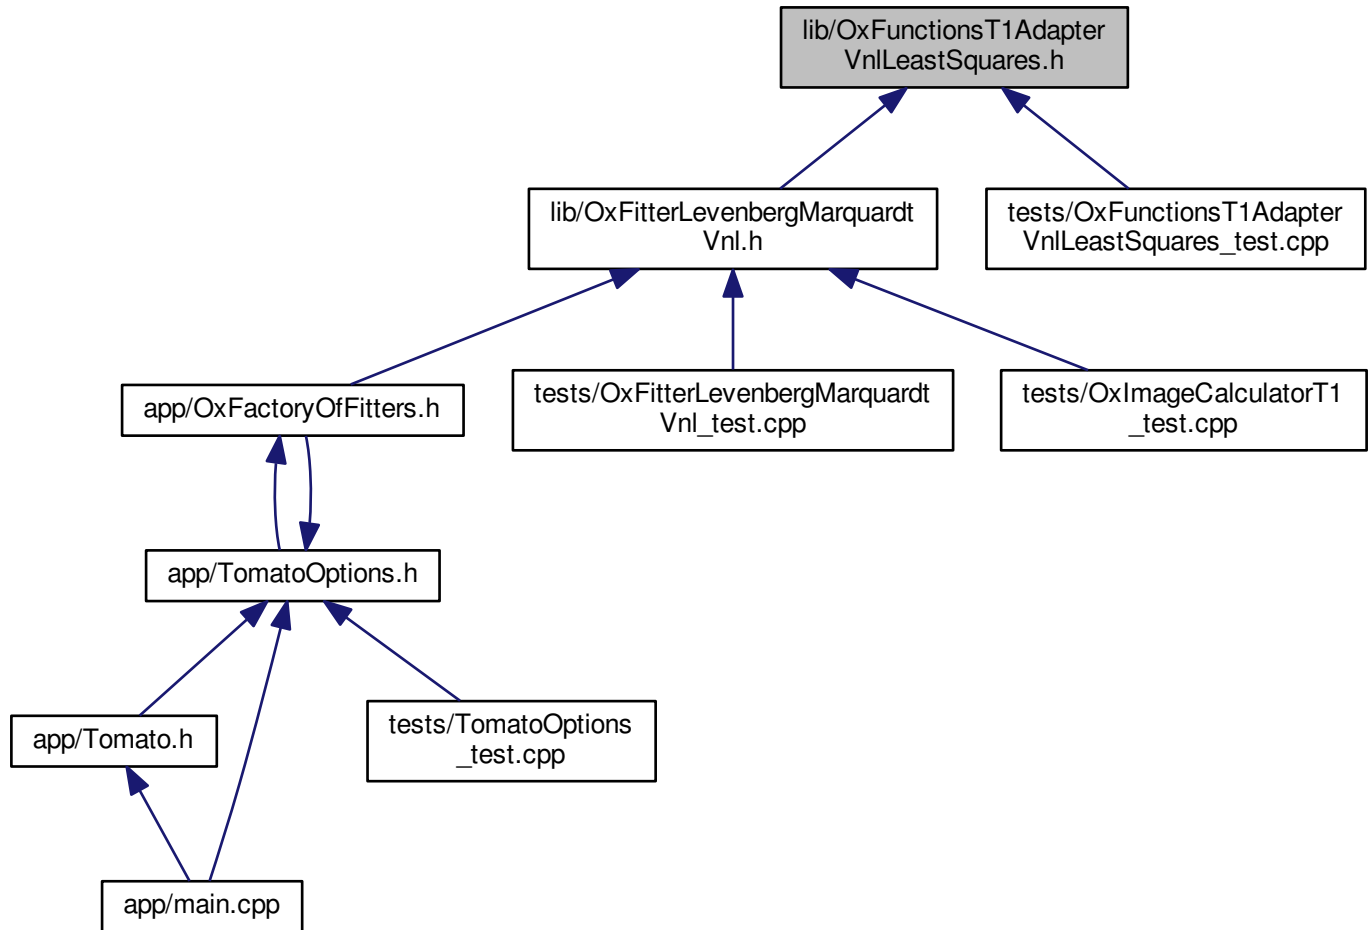 lib/OxFunctionsT1Adapter
VnlLeastSquares.h
lib/OxFitterLevenbergMarquardt
Vnl.h
tests/OxFunctionsT1Adapter
VnlLeastSquares_test.cpp
app/OxFactoryOfFitters.h
tests/OxFitterLevenbergMarquardt
Vnl_test.cpp
tests/OxImageCalculatorT1
_test.cpp
app/TomatoOptions.h
app/Tomato.h
tests/TomatoOptions
_test.cpp
app/main.cpp